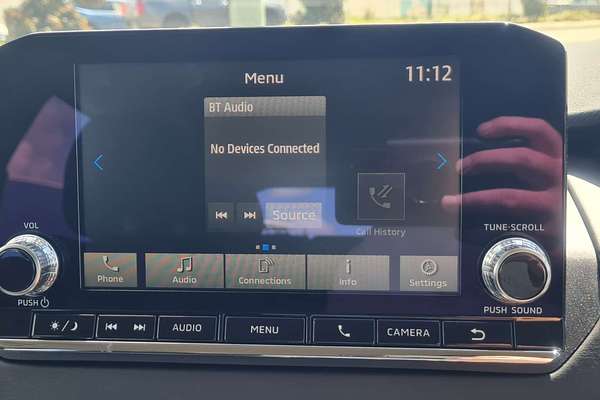 Menu
11:12
BT Audio
No Devices Connected
Source
Call History
Phone
Audio
Connections
Info
Settings
VOL
PUSH
TUNE·SCROLL
PUSH SOUND
AUDIO
MENU
CAMERA